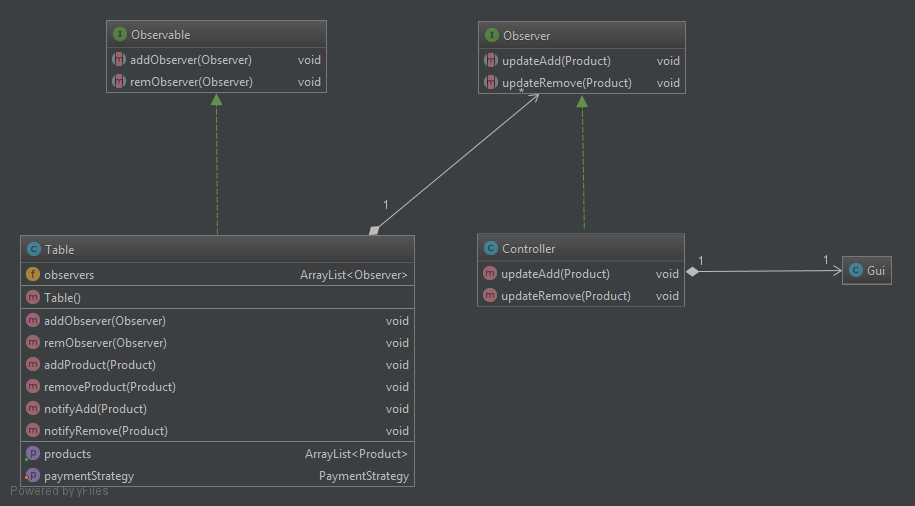 I Observable
m addObserver(Observer) void
m remObserver(Observer) void
I Observer
m updateAdd(Product) void
m updateRemove(Product) void
*
1
C Table
f observers ArrayList<Observer>
m Table()
m addObserver(Observer) void
m remObserver(Observer) void
m addProduct(Product) void
m removeProduct(Product) void
m notifyAdd(Product) void
m notifyRemove(Product) void
p products ArrayList<Product>
p paymentStrategy PaymentStrategy
C Controller
m updateAdd(Product) void
m updateRemove(Product) void
1 1
C Gui
Powered by yFiles